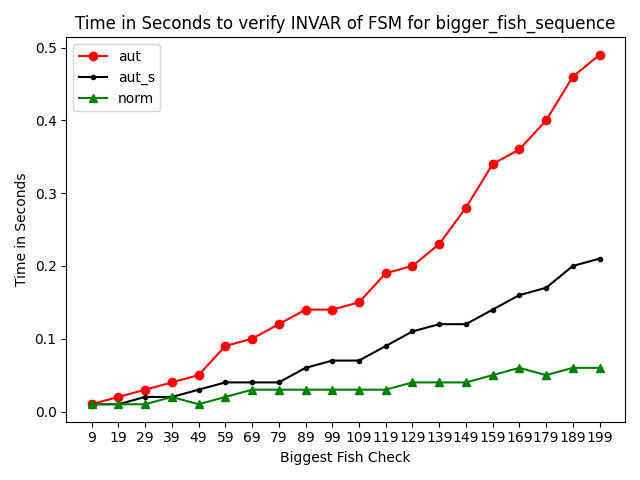 Time in Seconds to verify INVAR of FSM for bigger_fish_sequence
aut
aut_s
norm
Time in Seconds
0.5
0.4
0.3
0.2
0.1
0.0
9 19 29 39 49 59 69 79 89 99 109 119 129 139 149 159 169 179 189 199
Biggest Fish Check